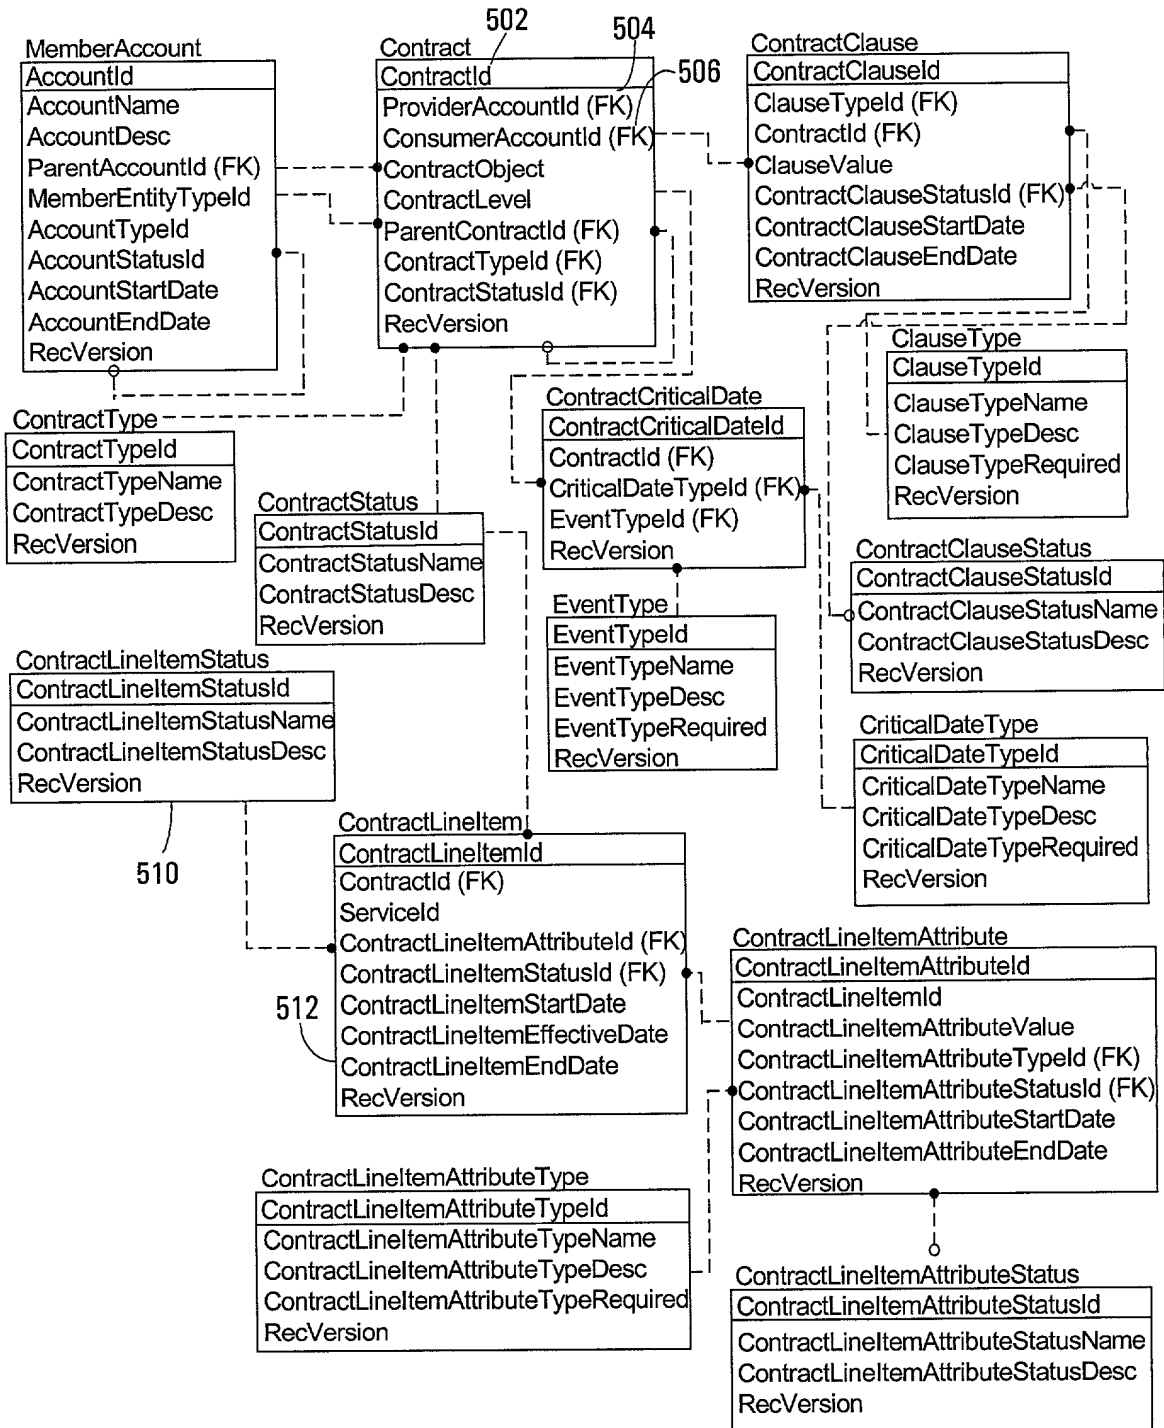 502
504
506
MemberAccount
AccountId
AccountName
AccountDesc
ParentAccountId (FK)
MemberEntityTypeId
AccountTypeId
AccountStatusId
AccountStartDate
AccountEndDate
RecVersion
Contract
ContractId
ProviderAccountId (FK)
ConsumerAccountId (FK)
ContractObject
ContractLevel
ParentContractId (FK)
ContractTypeId (FK)
ContractStatusId (FK)
RecVersion
ContractClause
ContractClauseId
ClauseTypeId (FK)
ContractId (FK)
ClauseValue
ContractClauseStatusId (FK)
ContractClauseStartDate
ContractClauseEndDate
RecVersion
ClauseType
ClauseTypeId
ClauseTypeName
ClauseTypeDesc
ClauseTypeRequired
RecVersion
ContractType
ContractTypeId
ContractTypeName
ContractTypeDesc
RecVersion
ContractStatus
ContractStatusId
ContractStatusName
ContractStatusDesc
RecVersion
ContractCriticalDate
ContractCriticalDateId
ContractId (FK)
CriticalDateTypeId (FK)
EventTypeId (FK)
RecVersion
ContractClauseStatus
ContractClauseStatusId
ContractClauseStatusName
ContractClauseStatusDesc
RecVersion
EventType
EventTypeId
EventTypeName
EventTypeDesc
EventTypeRequired
RecVersion
ContractLineItemStatus
ContractLineItemStatusId
ContractLineItemStatusName
ContractLineItemStatusDesc
RecVersion
510
CriticalDateType
CriticalDateTypeId
CriticalDateTypeName
CriticalDateTypeDesc
CriticalDateTypeRequired
RecVersion
ContractLineItem
ContractLineItemId
ContractId (FK)
ServiceId
ContractLineItemAttributeId (FK)
ContractLineItemStatusId (FK)
ContractLineItemStartDate
ContractLineItemEffectiveDate
ContractLineItemEndDate
RecVersion
512
ContractLineItemAttribute
ContractLineItemAttributeId
ContractLineItemId
ContractLineItemAttributeValue
ContractLineItemAttributeTypeId (FK)
ContractLineItemAttributeStatusId (FK)
ContractLineItemAttributeStartDate
ContractLineItemAttributeEndDate
RecVersion
ContractLineItemAttributeType
ContractLineItemAttributeTypeId
ContractLineItemAttributeTypeName
ContractLineItemAttributeTypeDesc
ContractLineItemAttributeTypeRequired
RecVersion
ContractLineItemAttributeStatus
ContractLineItemAttributeStatusId
ContractLineItemAttributeStatusName
ContractLineItemAttributeStatusDesc
RecVersion